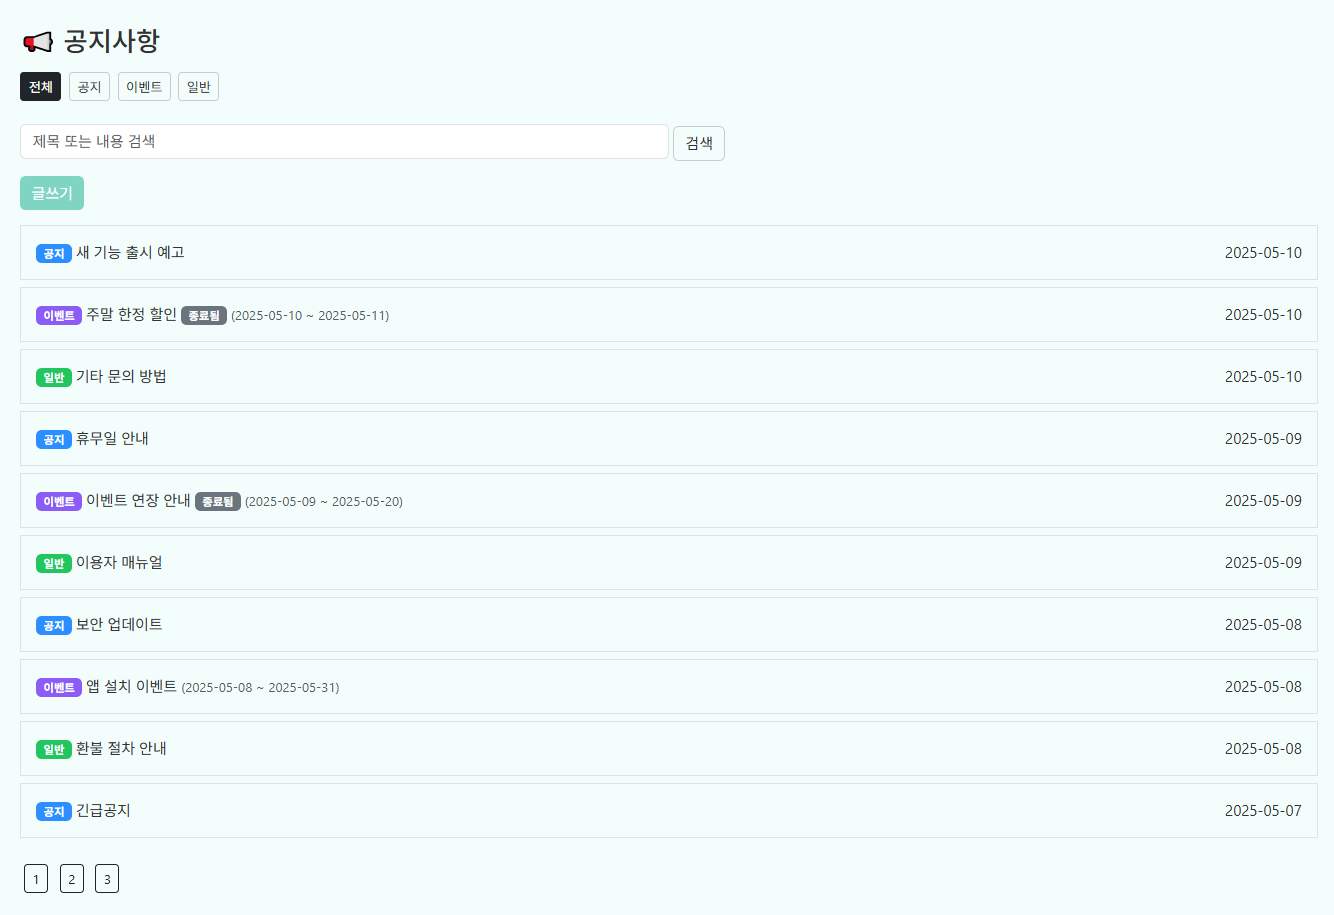 공지사항
전체 공지 이벤트 일반
제목 또는 내용 검색 검색
글쓰기
공지 새 기능 출시 예고 2025-05-10
이벤트 주말 한정 할인 종료됨 (2025-05-10 ~ 2025-05-11) 2025-05-10
일반 기타 문의 방법 2025-05-10
공지 휴무일 안내 2025-05-09
이벤트 이벤트 연장 안내 종료됨 (2025-05-09 ~ 2025-05-20) 2025-05-09
일반 이용자 매뉴얼 2025-05-09
공지 보안 업데이트 2025-05-08
이벤트 앱 설치 이벤트 (2025-05-08 ~ 2025-05-31) 2025-05-08
일반 환불 절차 안내 2025-05-08
공지 긴급공지 2025-05-07
1 2 3